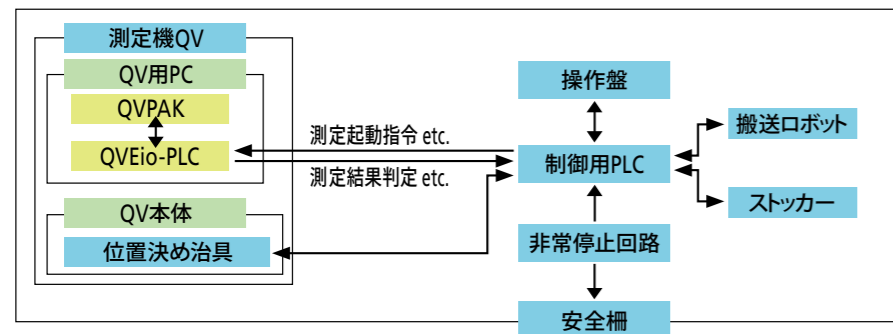 測定機QV
QV用PC
QVPAK
QVEio-PLC
QV本体
位置決め治具
測定起動指令 etc.
測定結果判定 etc.
操作盤
制御用PLC
非常停止回路
安全柵
搬送ロボット
ストッカー